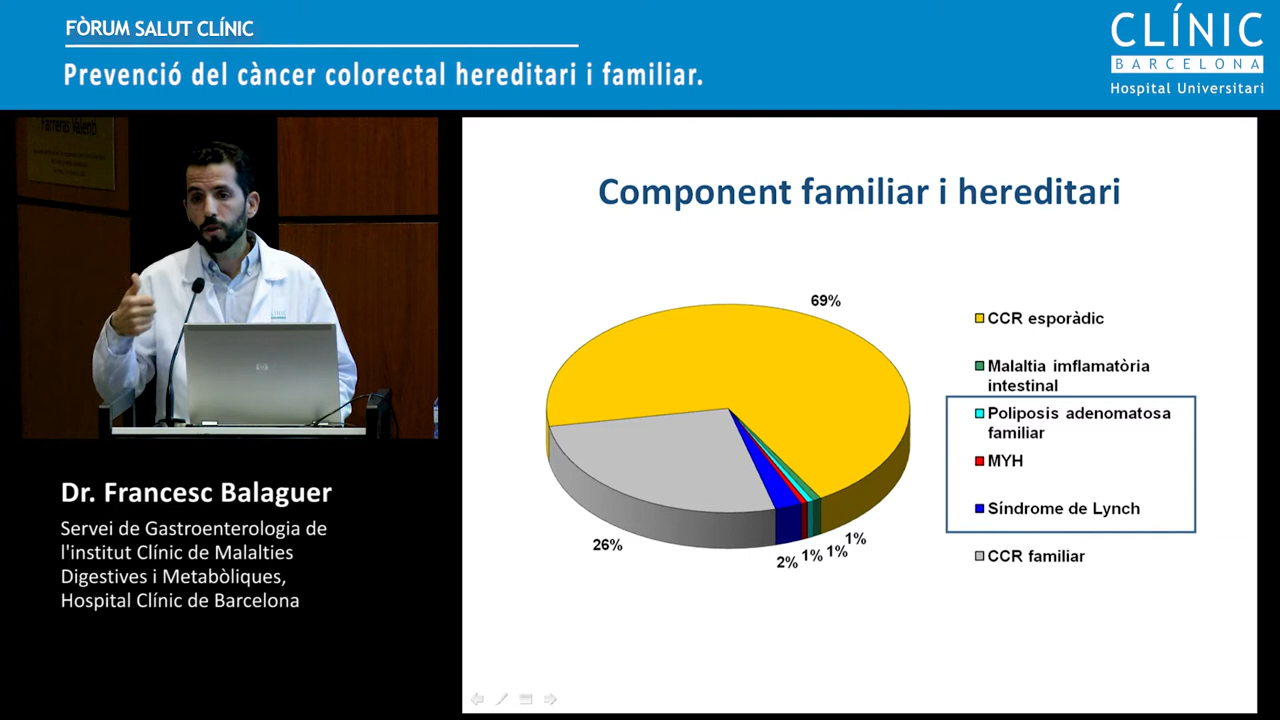 FÒRUM SALUT CLÍNIC
Prevenció del càncer colorectal hereditari i familiar.
CLÍNIC
BARCELONA
Hospital Universitari
Farreras Valentí
Component familiar i hereditari
69%
26%
2%
1%
1%
1%
CCR esporàdic
Malaltia imflamatòria
intestinal
Poliposis adenomatosa
familiar
MYH
Síndrome de Lynch
CCR familiar
Dr. Francesc Balaguer
Servei de Gastroenterologia de
l'institut Clínic de Malalties
Digestives i Metabòliques,
Hospital Clínic de Barcelona